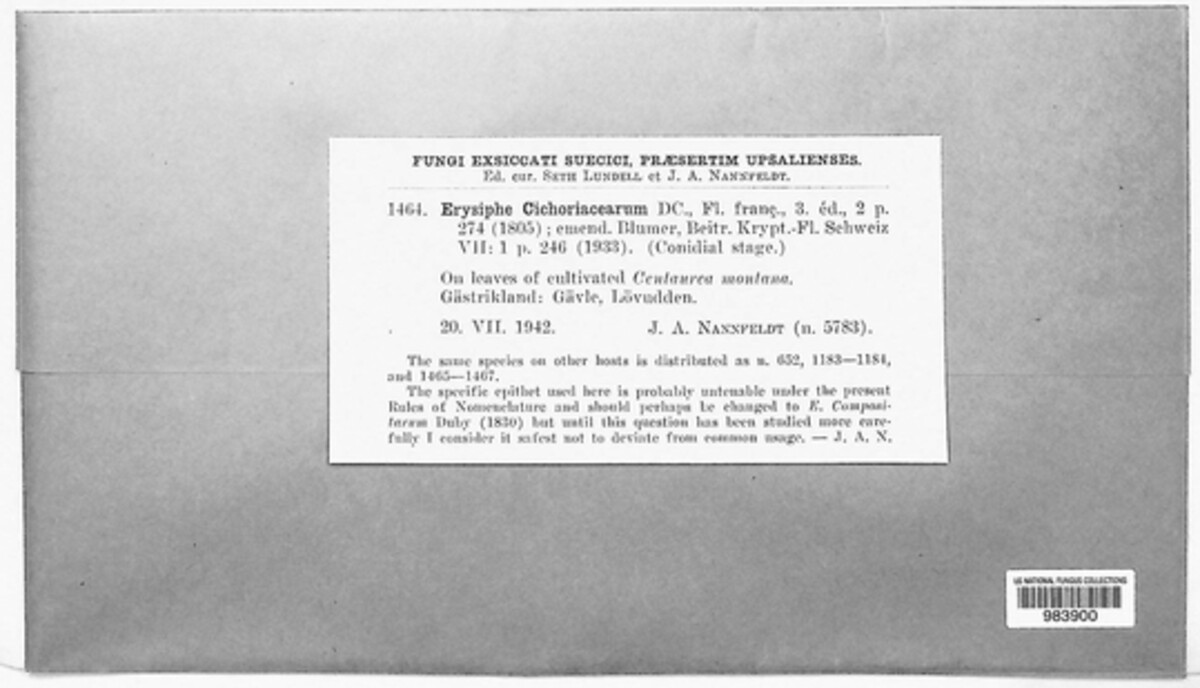 FUNGI EXSICCATI SUECICI, PRÆSERTIM UPSALIENSES.
Ed. cur. SETH LUNDELL et J. A. NANNFELDT.
1464. Erysiphe Cichoriacearum DC., Fl. franç., 3. éd., 2 p.
274 (1805); emend. Blumer, Beitr. Krypt.-Fl. Schweiz
VII: 1 p. 246 (1933). (Conidial stage.)
On leaves of cultivated Centaurea montana.
Gästrikland: Gävle, Lövudden.
20. VII. 1942. J. A. NANNFELDT (n. 5783).
The same species on other hosts is distributed as n. 652, 1183—1184,
and 1465—1467.
The specific epithet used here is probably untenable under the present
Rules of Nomenclature and should perhaps be changed to E. Composi-
tarum Duby (1830) but until this question has been studied more care-
fully I consider it safest not to deviate from common usage. — J. A. N.
US NATIONAL FUNGUS COLLECTIONS
983900